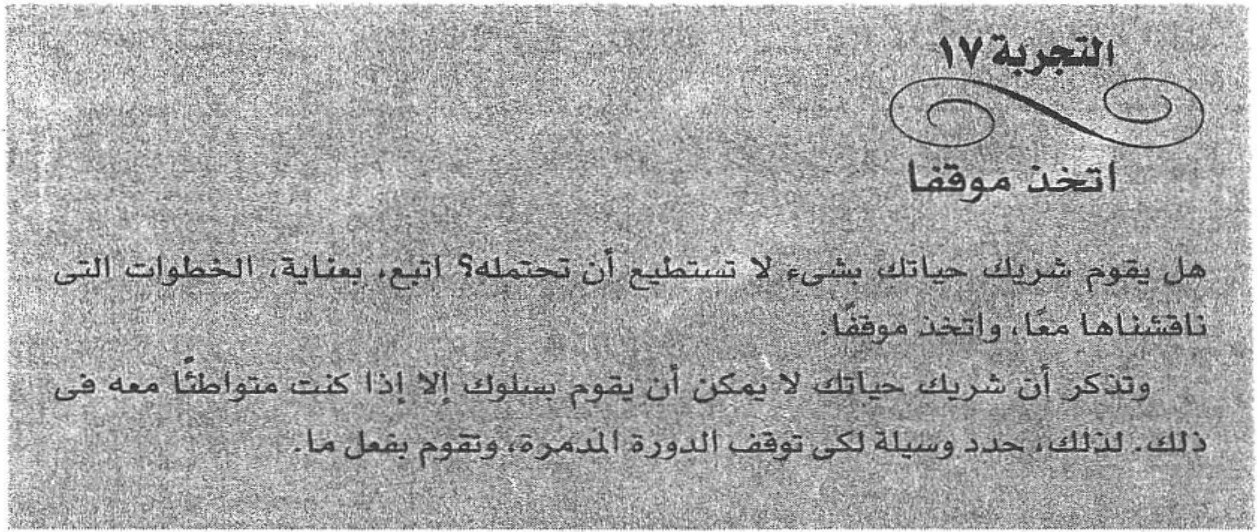 التجربة ١٧
اتخذ موقفا
هل يقوم شريك حياتك بشىء لا تستطيع أن تحتمله؟ اتبع، بعناية، الخطوات التى
ناقشناها معًا، واتخذ موقفًا.
وتذكر أن شريك حياتك لا يمكن أن يقوم بسلوك إلا إذا كنت متواطئًا معه فى
ذلك. لذلك، حدد وسيلة لكى توقف الدورة المدمرة، وتقوم بفعل ما.